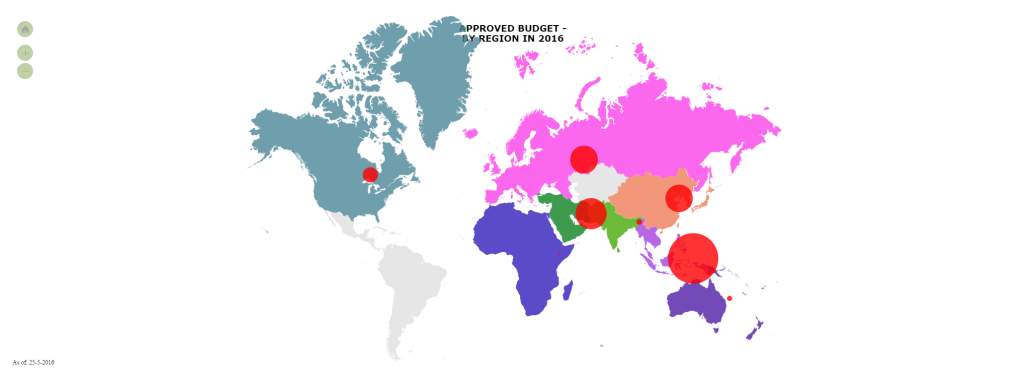 APPROVED BUDGET -
BY REGION IN 2016
As of: 25-5-2016